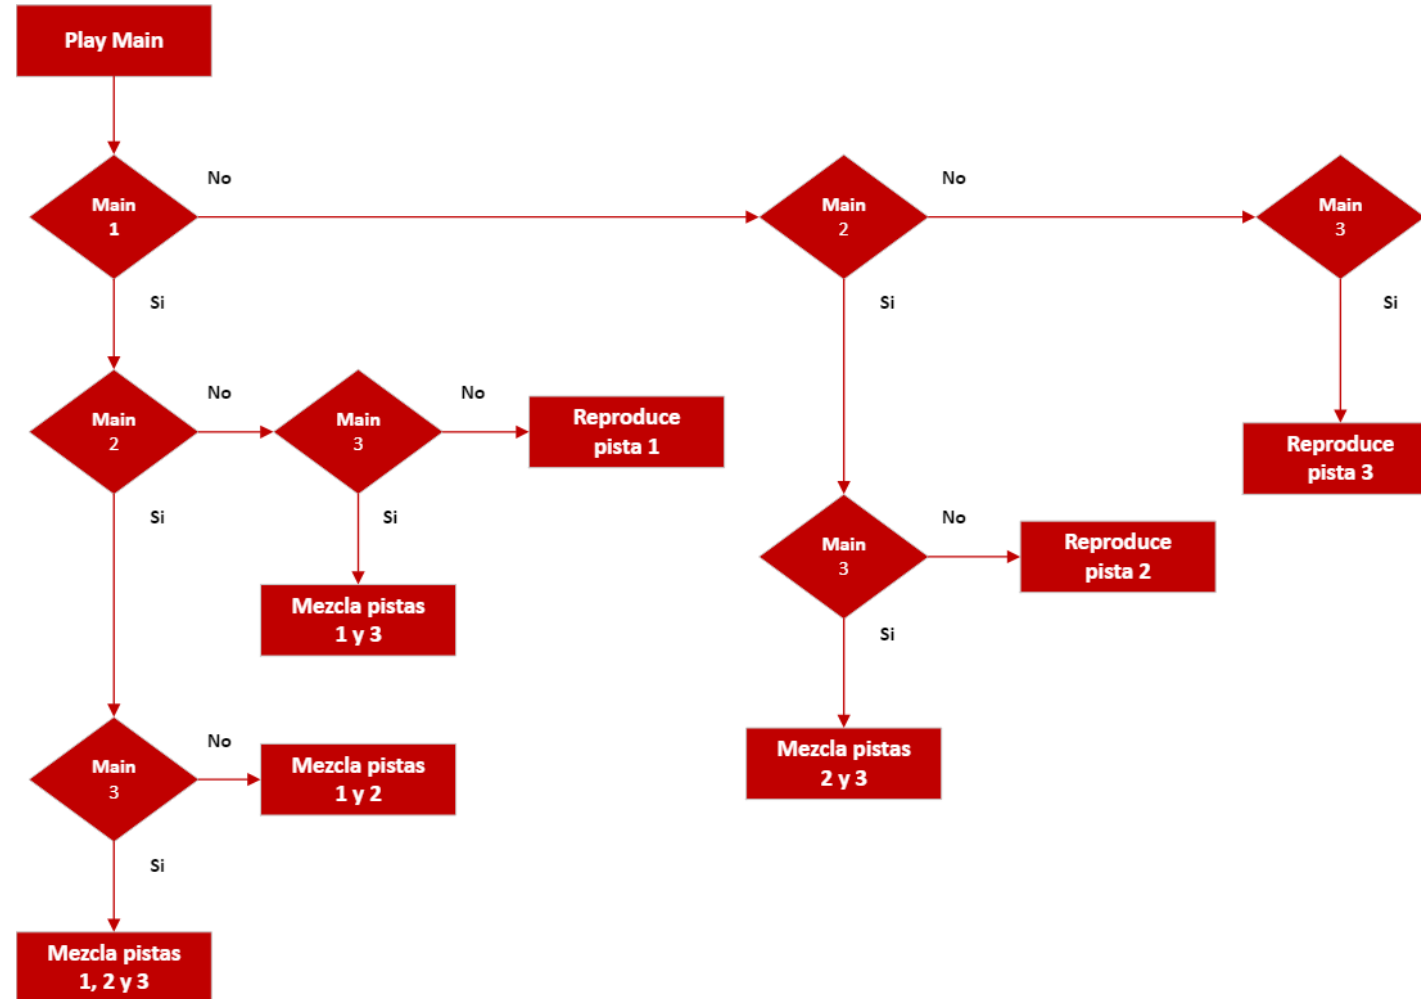 Play Main
No
No
Main
1
Main
2
Main
3
Si
Si
Si
No
No
Main
2
Main
3
Reproduce
pista 1
Reproduce
pista 3
Si
Si
No
Main
3
Reproduce
pista 2
Mezcla pistas
1 y 3
Si
No
Main
3
Mezcla pistas
1 y 2
Mezcla pistas
2 y 3
Si
Mezcla pistas
1, 2 y 3